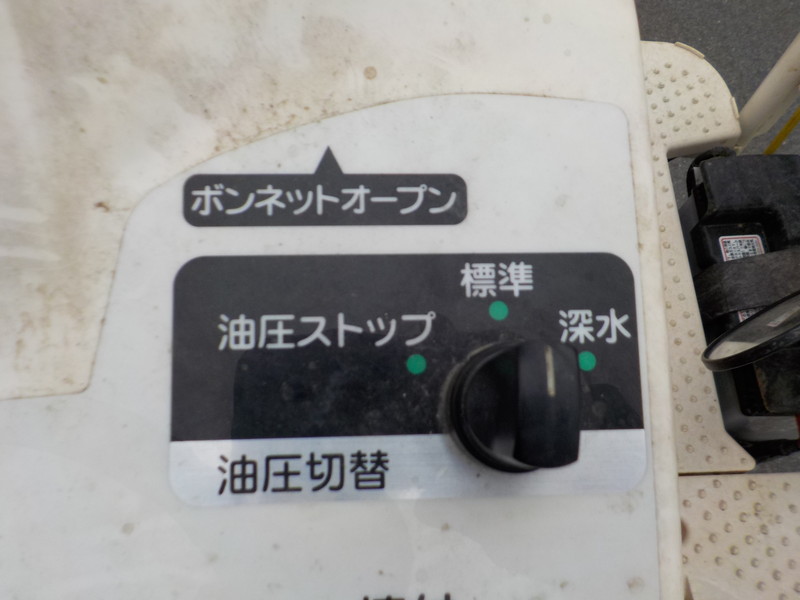 ボンネットオープン
標準
油圧ストップ
深水
油圧切替